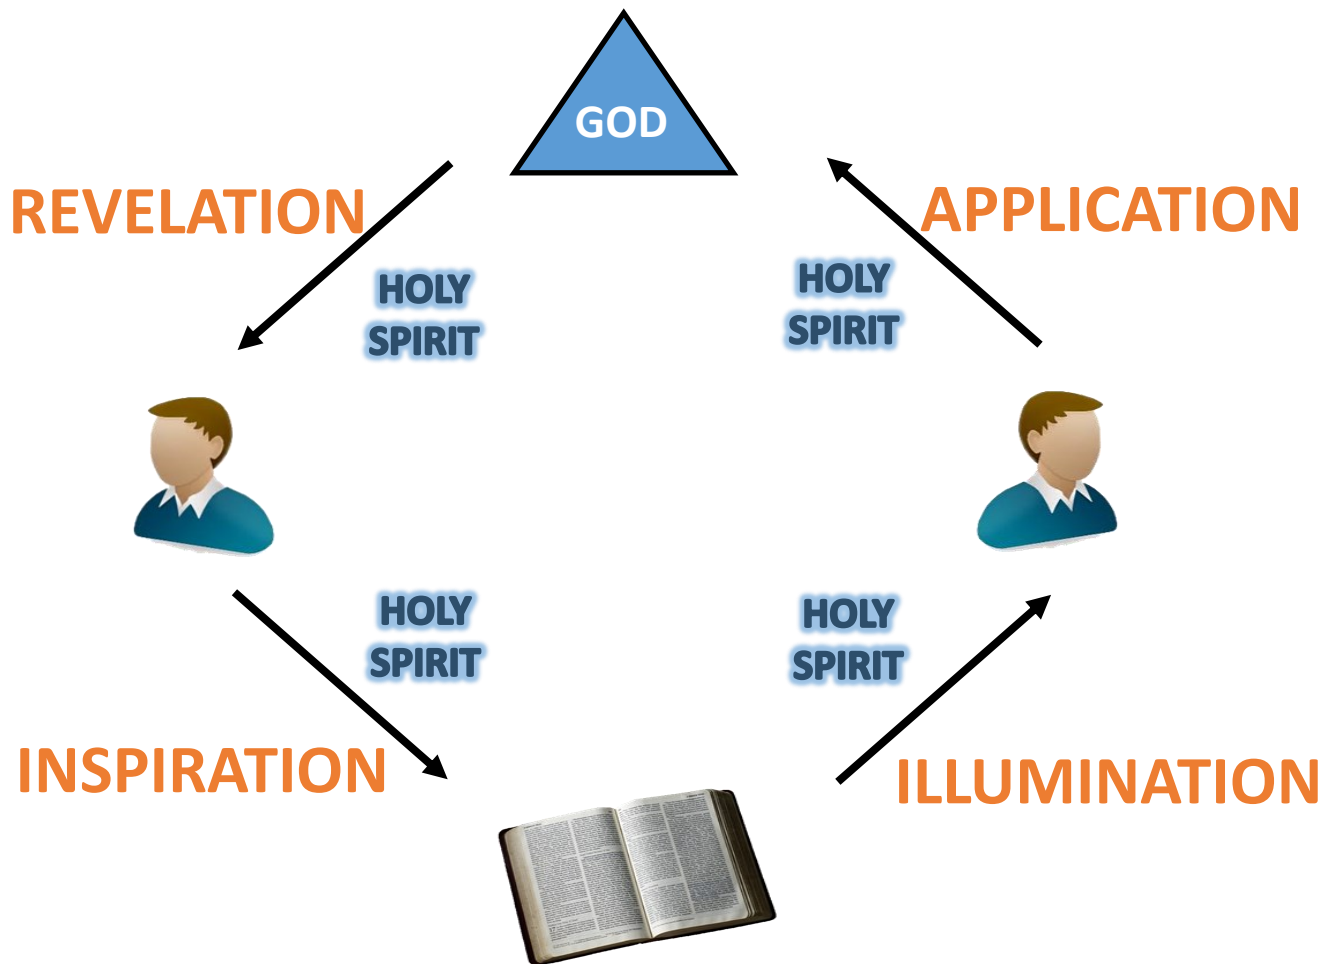 GOD
REVELATION
APPLICATION
HOLY
SPIRIT
HOLY
SPIRIT
HOLY
SPIRIT
HOLY
SPIRIT
INSPIRATION
ILLUMINATION